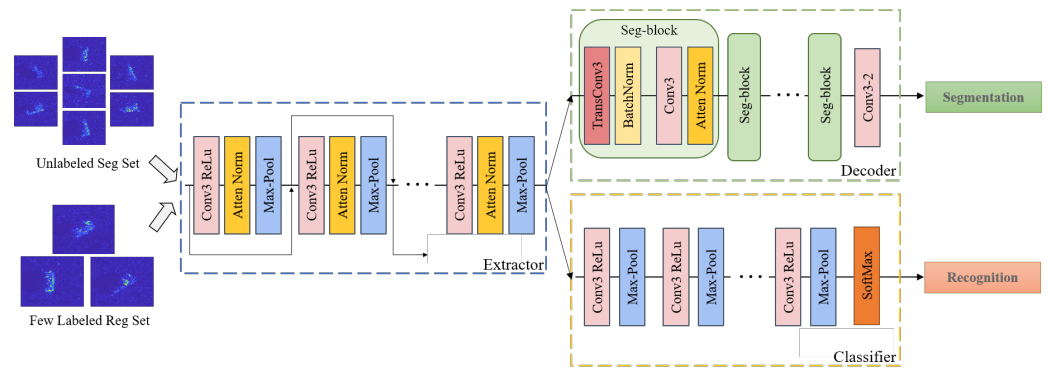 Unlabeled Seg Set
Few Labeled Reg Set
Conv3 ReLu
Atten Norm
Max-Pool
Conv3 ReLu
Atten Norm
Max-Pool
Conv3 ReLu
Atten Norm
Max-Pool
Extractor
Seg-block
TransConv3
BatchNorm
Conv3
Atten Norm
Seg-block
Seg-block
Conv3-2
Decoder
Segmentation
Conv3 ReLu
Max-Pool
Conv3 ReLu
Max-Pool
Conv3 ReLu
Max-Pool
SoftMax
Classifier
Recognition